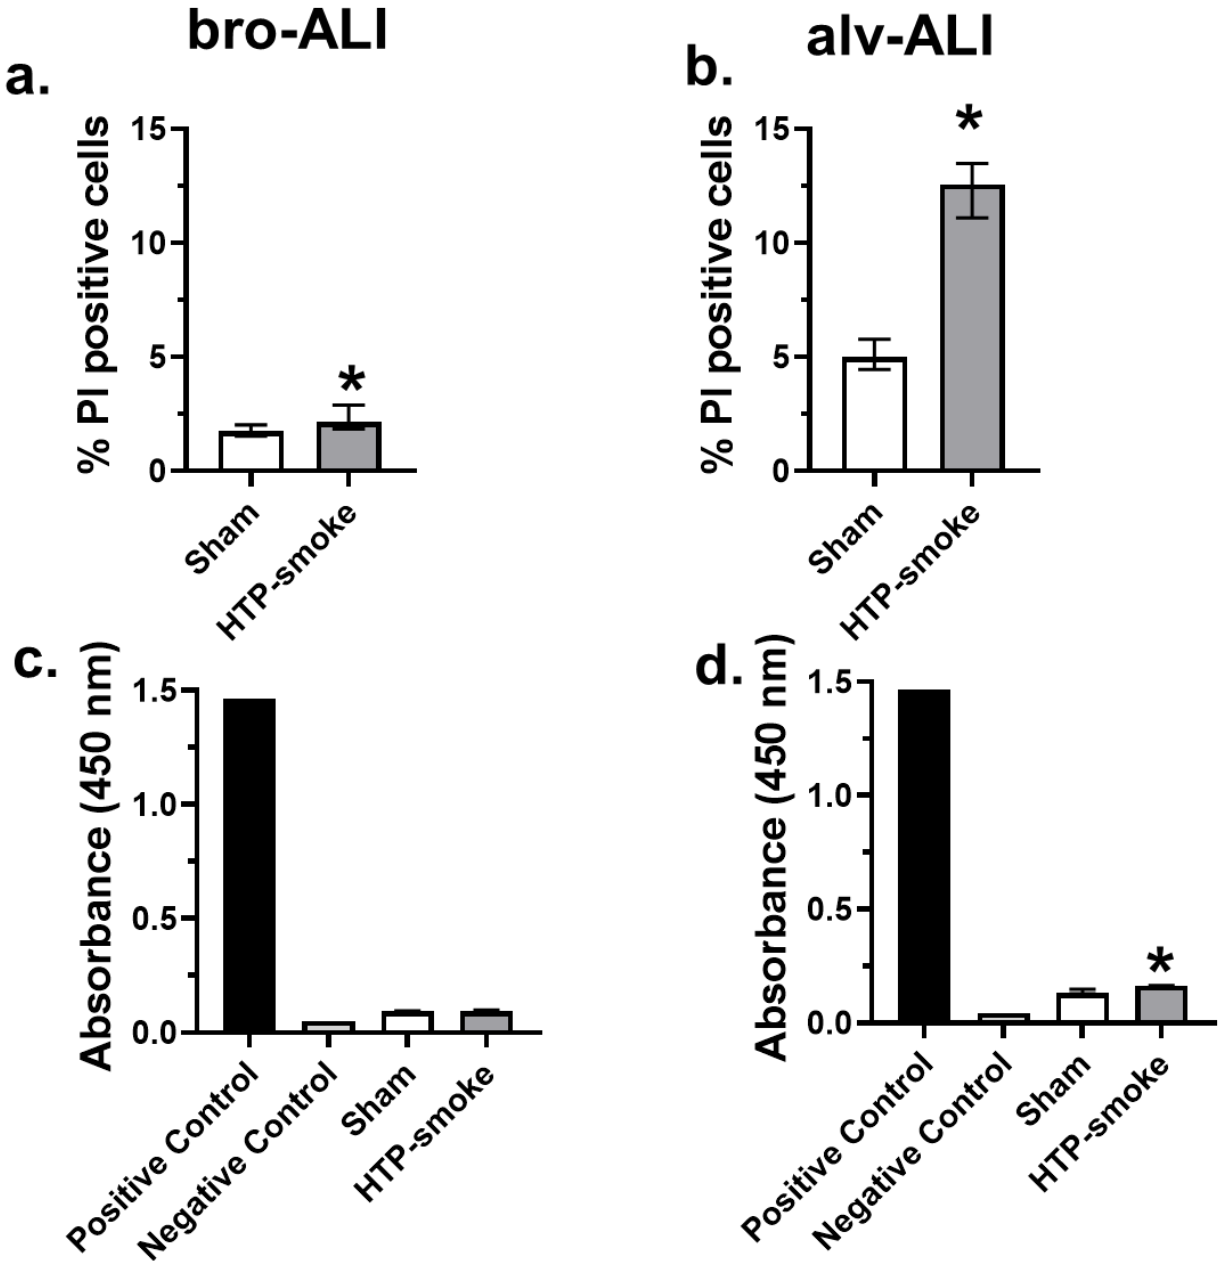 bro-ALI
alv-ALI
a.
% PI positive cells
15
10
5
0
*
Sham
HTP-smoke
b.
% PI positive cells
15
10
5
0
*
Sham
HTP-smoke
c.
Absorbance (450 nm)
1.5
1.0
0.5
0.0
Positive Control
Negative Control
Sham
HTP-smoke
d.
Absorbance (450 nm)
1.5
1.0
0.5
0.0
*
Positive Control
Negative Control
Sham
HTP-smoke